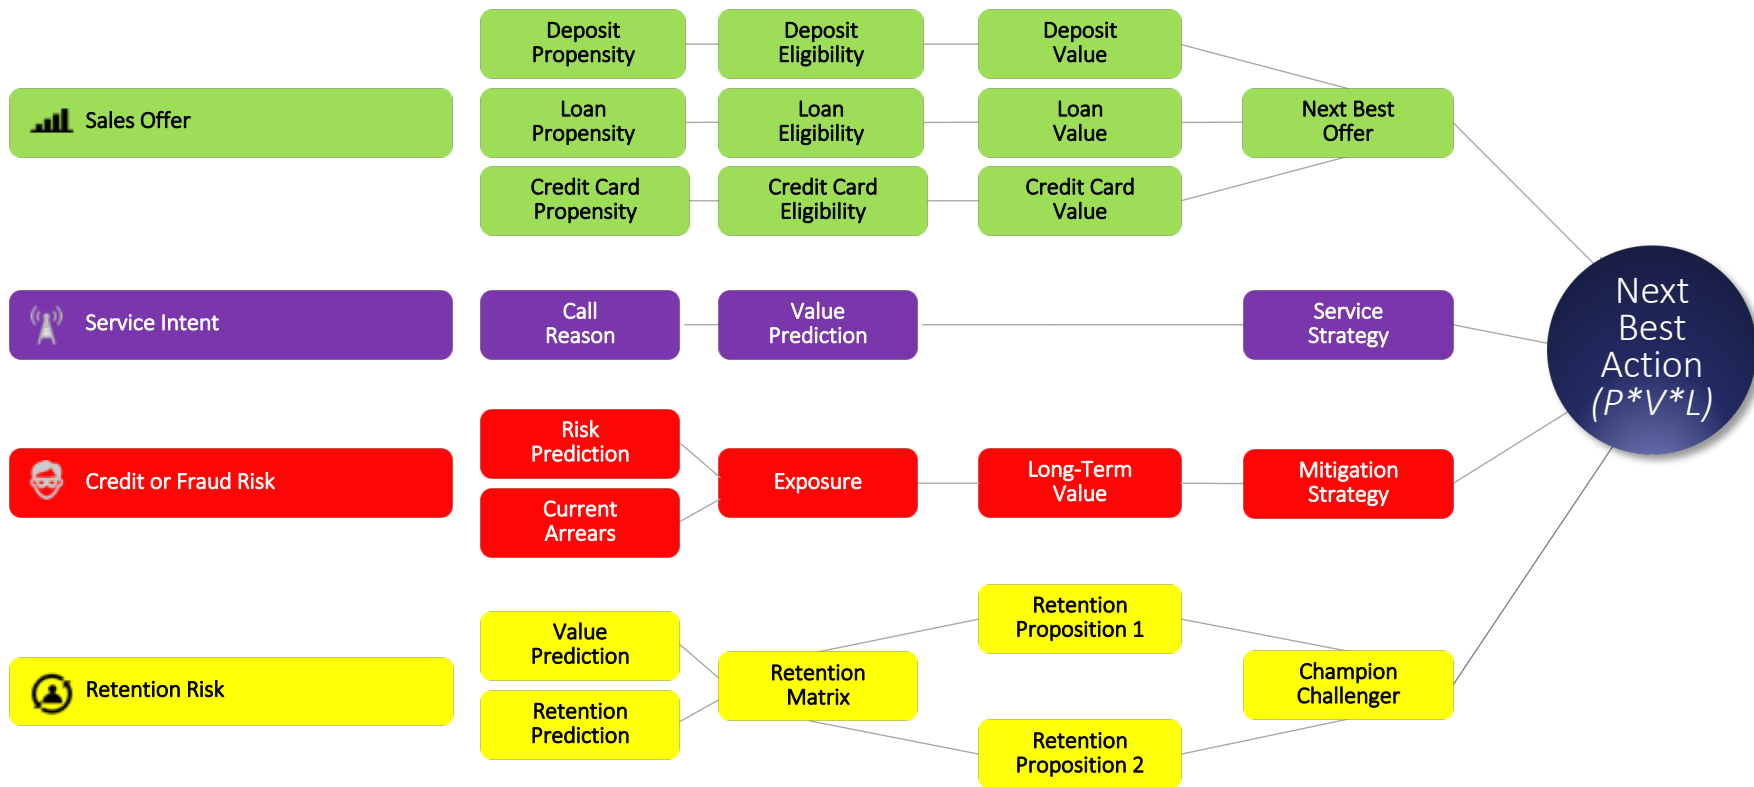 Deposit
Propensity
Deposit
Eligibility
Deposit
Value
Sales Offer
Loan
Propensity
Loan
Eligibility
Loan
Value
Next Best
Offer
Credit Card
Propensity
Credit Card
Eligibility
Credit Card
Value
Service Intent
Call
Reason
Value
Prediction
Service
Strategy
Next
Best
Action
(P*V*L)
Credit or Fraud Risk
Risk
Prediction
Current
Arrears
Exposure
Long-Term
Value
Mitigation
Strategy
Retention Risk
Value
Prediction
Retention
Prediction
Retention
Matrix
Retention
Proposition 1
Retention
Proposition 2
Champion
Challenger